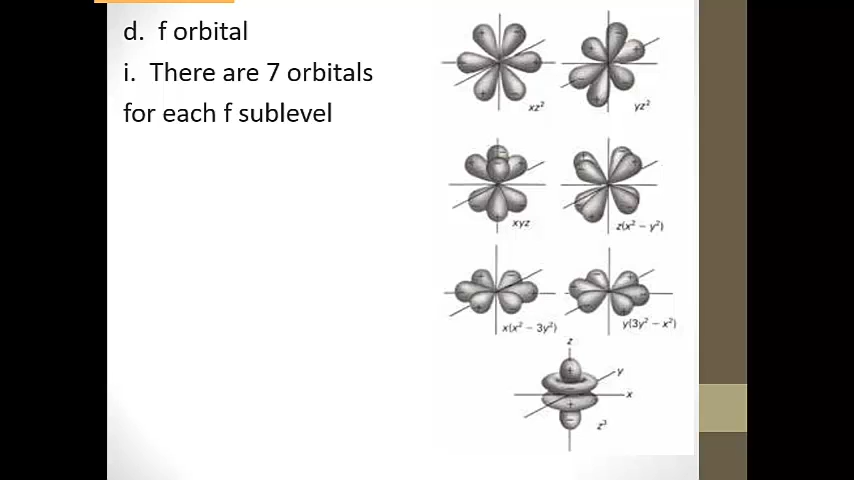 d. f orbital
i. There are 7 orbitals
for each f sublevel
xz²
yz²
xyz
z(x² – y²)
x(x² – 3y²)
y(3y² – x²)
z
y
x
z³